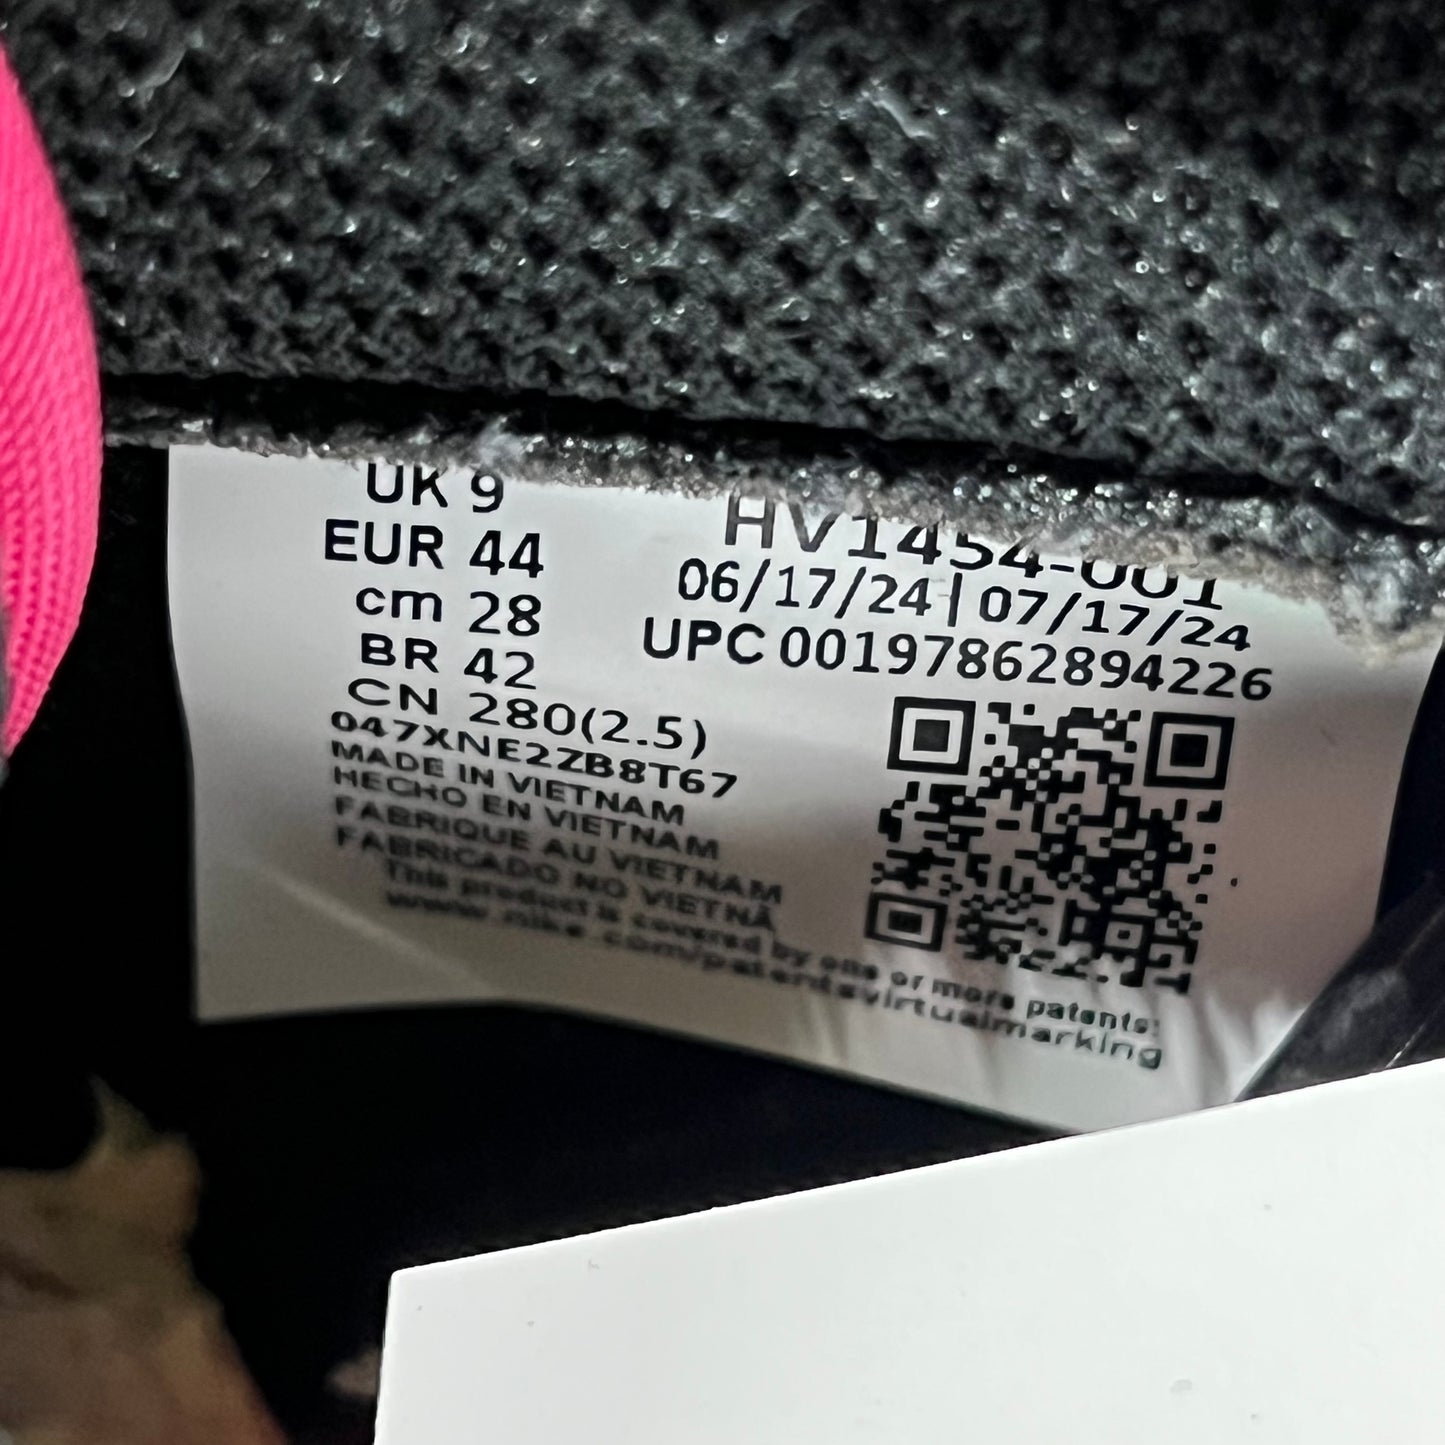 UK 9
EUR 44
cm 28
BR 42
CN 280(2.5)
047XNE2ZB8T67
MADE IN VIETNAM
HECHO EN VIETNAM
FABRIQUE AU VIETNAM
FABRICADO NO VIETNÃ
This product is covered by one or more patents:
www.nike.com/patentsvirtualmarking
HV1454-001
06/17/24 | 07/17/24
UPC 00197862894226